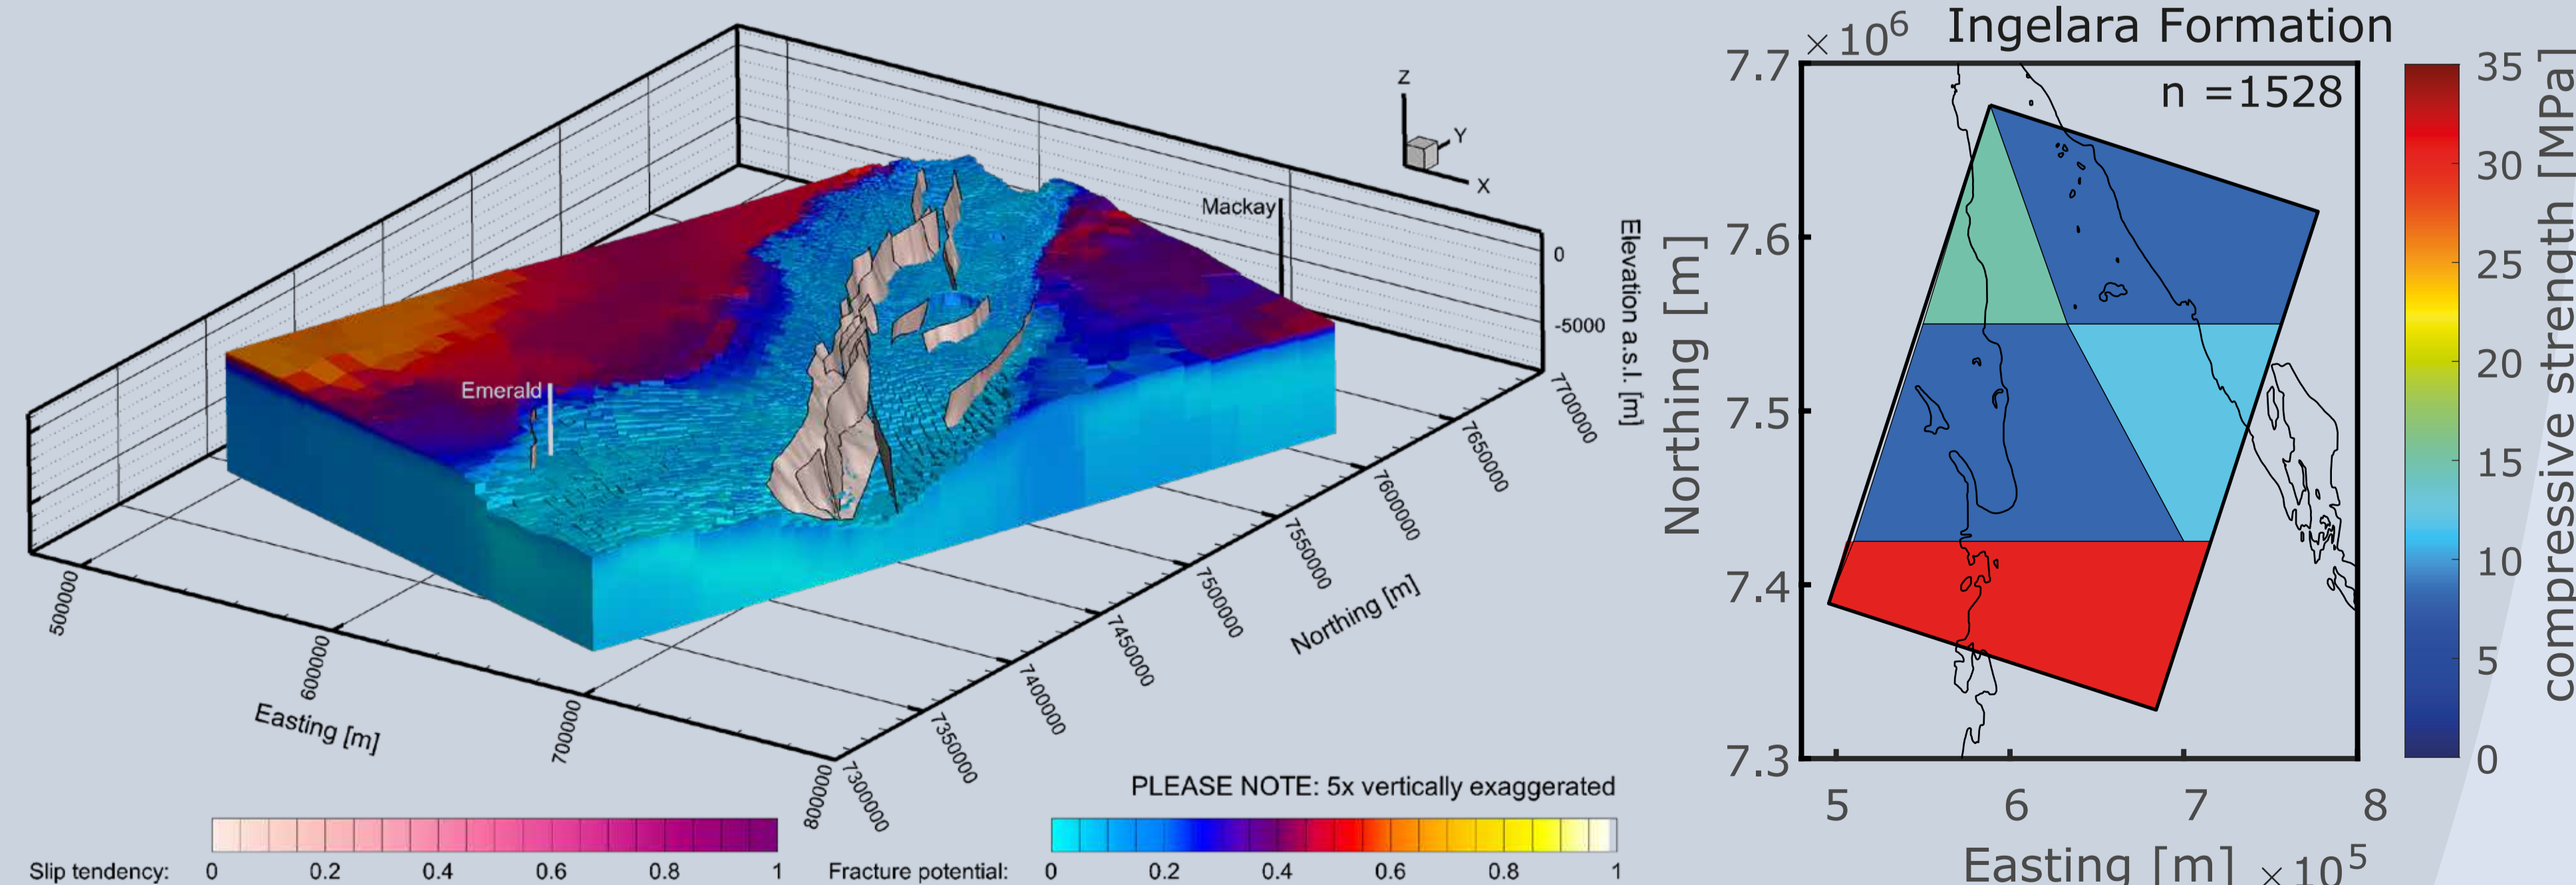 Z
Y
X
Mackay
Emerald
0
-5000
Elevation a.s.l. [m]
500000
600000
700000
800000
Easting [m]
7300000
7350000
7400000
7450000
7500000
7550000
7600000
7650000
7700000
Northing [m]
PLEASE NOTE: 5x vertically exaggerated
Slip tendency: 0 0.2 0.4 0.6 0.8 1
Fracture potential: 0 0.2 0.4 0.6 0.8 1
Ingelara Formation
×10⁶
n =1528
7.7
7.6
7.5
7.4
7.3
Northing [m]
5 6 7 8
Easting [m] ×10⁵
35
30
25
20
15
10
5
0
compressive strength [MPa]